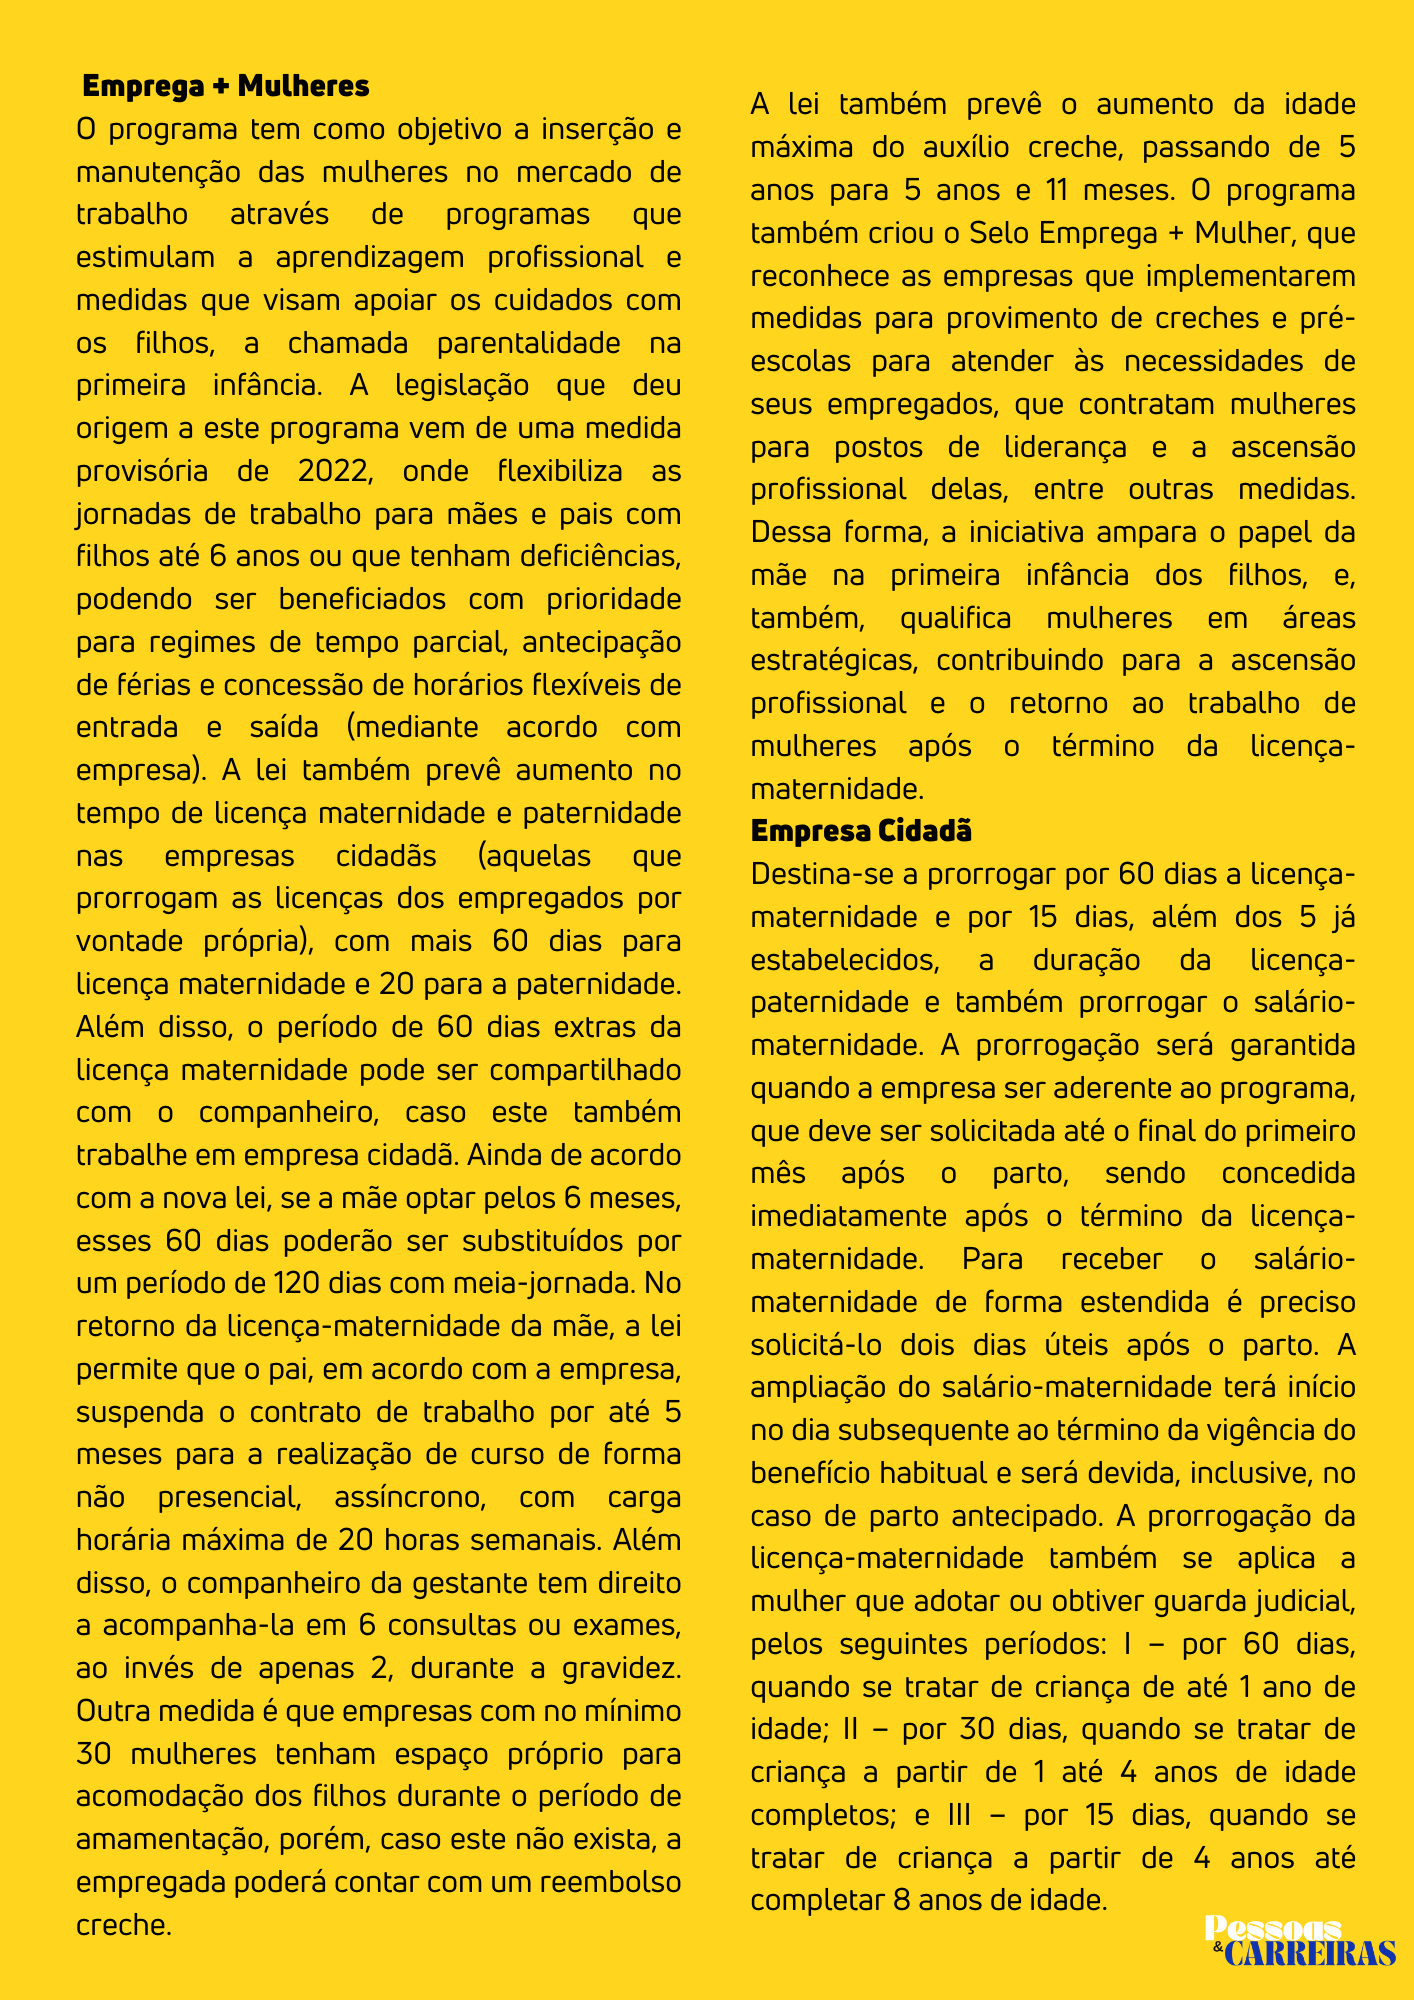 Emprega + Mulheres
O programa tem como objetivo a inserção e
manutenção das mulheres no mercado de
trabalho através de programas que
estimulam a aprendizagem profissional e
medidas que visam apoiar os cuidados com
os filhos, a chamada parentalidade na
primeira infância. A legislação que deu
origem a este programa vem de uma medida
provisória de 2022, onde flexibiliza as
jornadas de trabalho para mães e pais com
filhos até 6 anos ou que tenham deficiências,
podendo ser beneficiados com prioridade
para regimes de tempo parcial, antecipação
de férias e concessão de horários flexíveis de
entrada e saída (mediante acordo com
empresa). A lei também prevê aumento no
tempo de licença maternidade e paternidade
nas empresas cidadãs (aquelas que
prorrogam as licenças dos empregados por
vontade própria), com mais 60 dias para
licença maternidade e 20 para a paternidade.
Além disso, o período de 60 dias extras da
licença maternidade pode ser compartilhado
com o companheiro, caso este também
trabalhe em empresa cidadã. Ainda de acordo
com a nova lei, se a mãe optar pelos 6 meses,
esses 60 dias poderão ser substituídos por
um período de 120 dias com meia-jornada. No
retorno da licença-maternidade da mãe, a lei
permite que o pai, em acordo com a empresa,
suspenda o contrato de trabalho por até 5
meses para a realização de curso de forma
não presencial, assíncrono, com carga
horária máxima de 20 horas semanais. Além
disso, o companheiro da gestante tem direito
a acompanha-la em 6 consultas ou exames,
ao invés de apenas 2, durante a gravidez.
Outra medida é que empresas com no mínimo
30 mulheres tenham espaço próprio para
acomodação dos filhos durante o período de
amamentação, porém, caso este não exista, a
empregada poderá contar com um reembolso
creche.
A lei também prevê o aumento da idade
máxima do auxílio creche, passando de 5
anos para 5 anos e 11 meses. O programa
também criou o Selo Emprega + Mulher, que
reconhece as empresas que implementarem
medidas para provimento de creches e pré-
escolas para atender às necessidades de
seus empregados, que contratam mulheres
para postos de liderança e a ascensão
profissional delas, entre outras medidas.
Dessa forma, a iniciativa ampara o papel da
mãe na primeira infância dos filhos, e,
também, qualifica mulheres em áreas
estratégicas, contribuindo para a ascensão
profissional e o retorno ao trabalho de
mulheres após o término da licença-
maternidade.
Empresa Cidadã
Destina-se a prorrogar por 60 dias a licença-
maternidade e por 15 dias, além dos 5 já
estabelecidos, a duração da licença-
paternidade e também prorrogar o salário-
maternidade. A prorrogação será garantida
quando a empresa ser aderente ao programa,
que deve ser solicitada até o final do primeiro
mês após o parto, sendo concedida
imediatamente após o término da licença-
maternidade. Para receber o salário-
maternidade de forma estendida é preciso
solicitá-lo dois dias úteis após o parto. A
ampliação do salário-maternidade terá início
no dia subsequente ao término da vigência do
benefício habitual e será devida, inclusive, no
caso de parto antecipado. A prorrogação da
licença-maternidade também se aplica a
mulher que adotar ou obtiver guarda judicial,
pelos seguintes períodos: I – por 60 dias,
quando se tratar de criança de até 1 ano de
idade; II – por 30 dias, quando se tratar de
criança a partir de 1 até 4 anos de idade
completos; e III – por 15 dias, quando se
tratar de criança a partir de 4 anos até
completar 8 anos de idade.
Pessoas
&CARREIRAS